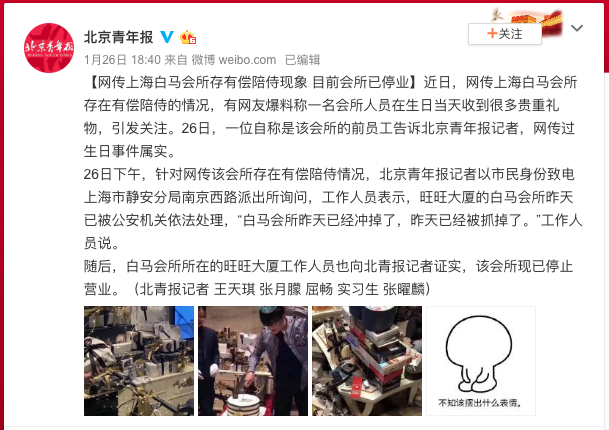 北京青年报
北京青年报
+关注
1月26日 18:40 来自 微博 weibo.com 已编辑
【网传上海白马会所存有偿陪侍现象 目前会所已停业】近日，网传上海白马会所
存在有偿陪侍的情况，有网友爆料称一名会所人员在生日当天收到很多贵重礼
物，引发关注。26日，一位自称是该会所的前员工告诉北京青年报记者，网传过
生日事件属实。
26日下午，针对网传该会所存在有偿陪侍情况，北京青年报记者以市民身份致电
上海市静安分局南京西路派出所询问，工作人员表示，旺旺大厦的白马会所昨天
已被公安机关依法处理，“白马会所昨天已经冲掉了，昨天已经被抓掉了。”工作人
员说。
随后，白马会所所在的旺旺大厦工作人员也向北青报记者证实，该会所现已停止
营业。（北青报记者 王天琪 张月朦 屈畅 实习生 张曜麟）
不知该摆出什么表情。